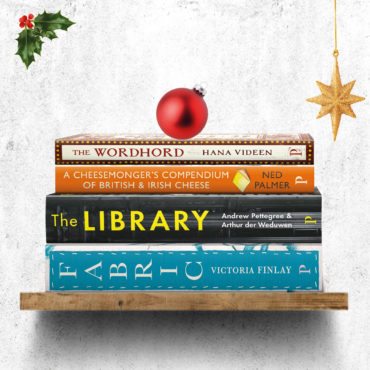 THE WORDHORD HANA VIDEEN P
A CHEESEMONGER'S COMPENDIUM OF BRITISH & IRISH CHEESE NED PALMER P
The LIBRARY Andrew Pettegree & Arthur der Weduwen P
FABRIC VICTORIA FINLAY P